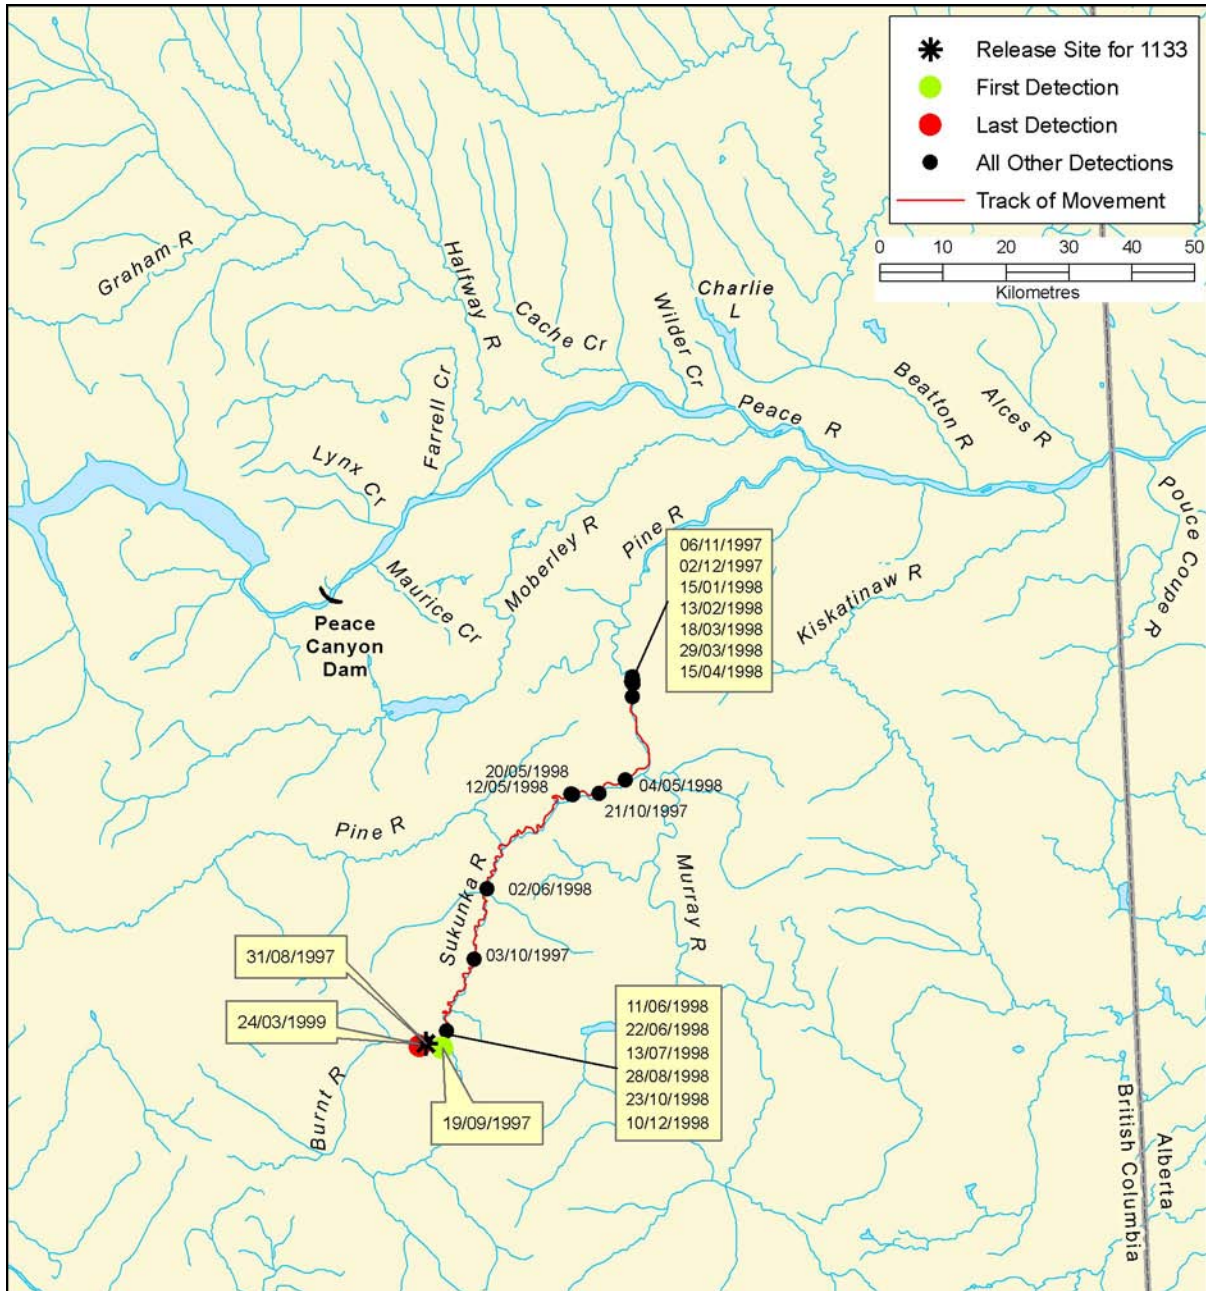 Release Site for 1133
First Detection
Last Detection
All Other Detections
Track of Movement
0 10 20 30 40 50
Kilometres
Graham R
Halfway R
Cache Cr
Wilder Cr
Charlie
L
Farrell Cr
Lynx Cr
Peace R
Beatton R
Alces R
Pouce Coupe R
Maurice Cr
Moberley R
Pine R
Kiskatinaw R
Peace
Canyon
Dam
06/11/1997
02/12/1997
15/01/1998
13/02/1998
18/03/1998
29/03/1998
15/04/1998
20/05/1998
12/05/1998
04/05/1998
21/10/1997
Pine R
Sukunka R
Murray R
02/06/1998
03/10/1997
31/08/1997
24/03/1999
19/09/1997
11/06/1998
22/06/1998
13/07/1998
28/08/1998
23/10/1998
10/12/1998
Burnt R
British Columbia
Alberta